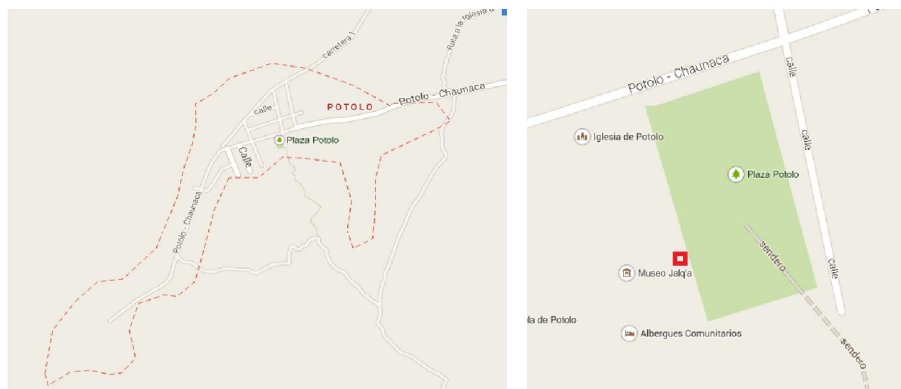 carretera 1
Ruta a la Iglesia
calle
POTOLO
Potolo - Chaunaca
Plaza Potolo
Calle
Potolo - Chaunaca
Potolo - Chaunaca
calle
Iglesia de Potolo
Plaza Potolo
sendero
calle
Museo Jalq'a
la de Potolo
Albergues Comunitarios
sendero